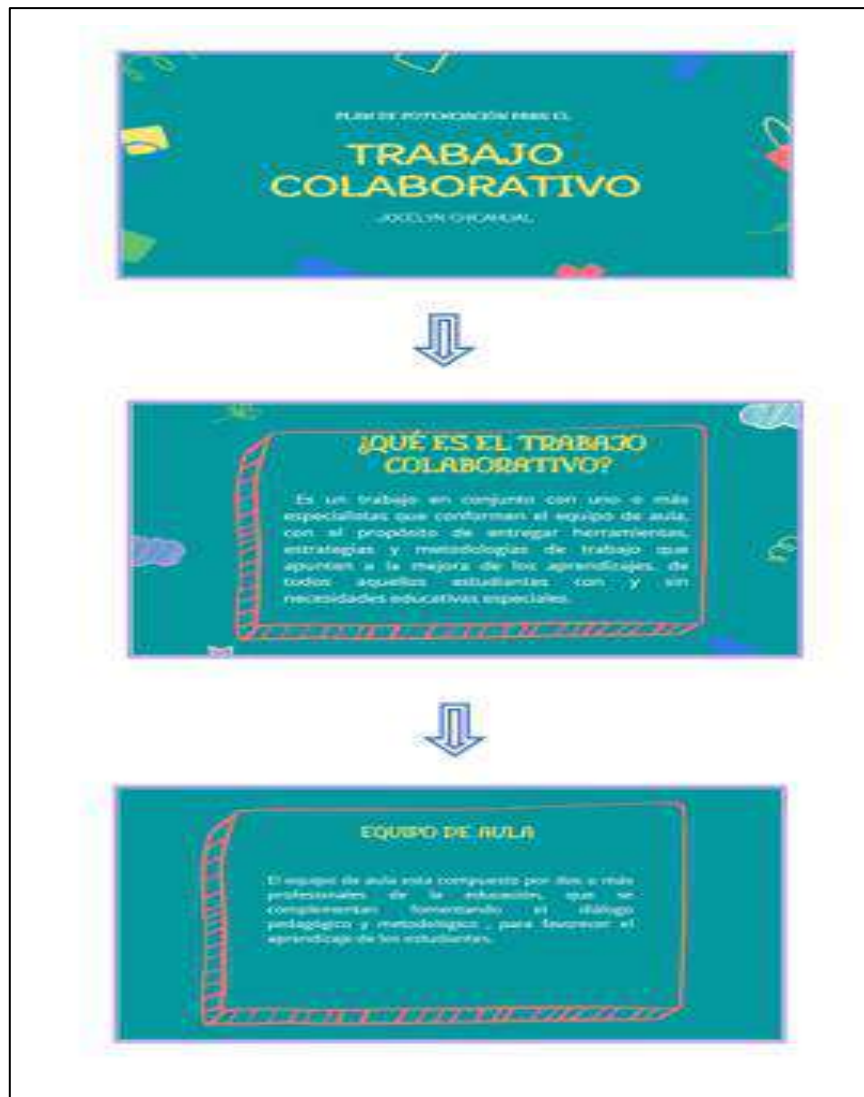 PLAN DE POTENCIACIÓN PARA EL
TRABAJO
COLABORATIVO
JOCELYN CHICAHUAL
¿QUÉ ES EL TRABAJO
COLABORATIVO?
Es un trabajo en conjunto con uno o más
especialistas que conformen el equipo de aula,
con el propósito de entregar herramientas,
estrategias y metodologías de trabajo que
apunten a la mejora de los aprendizajes, de
todos aquellos estudiantes con y sin
necesidades educativas especiales.
EQUIPO DE AULA
El equipo de aula esta compuesto por dos o más
profesionales de la educación, que se
complementan fomentando el diálogo
pedagógico y metodológico , para favorecer el
aprendizaje de los estudiantes.